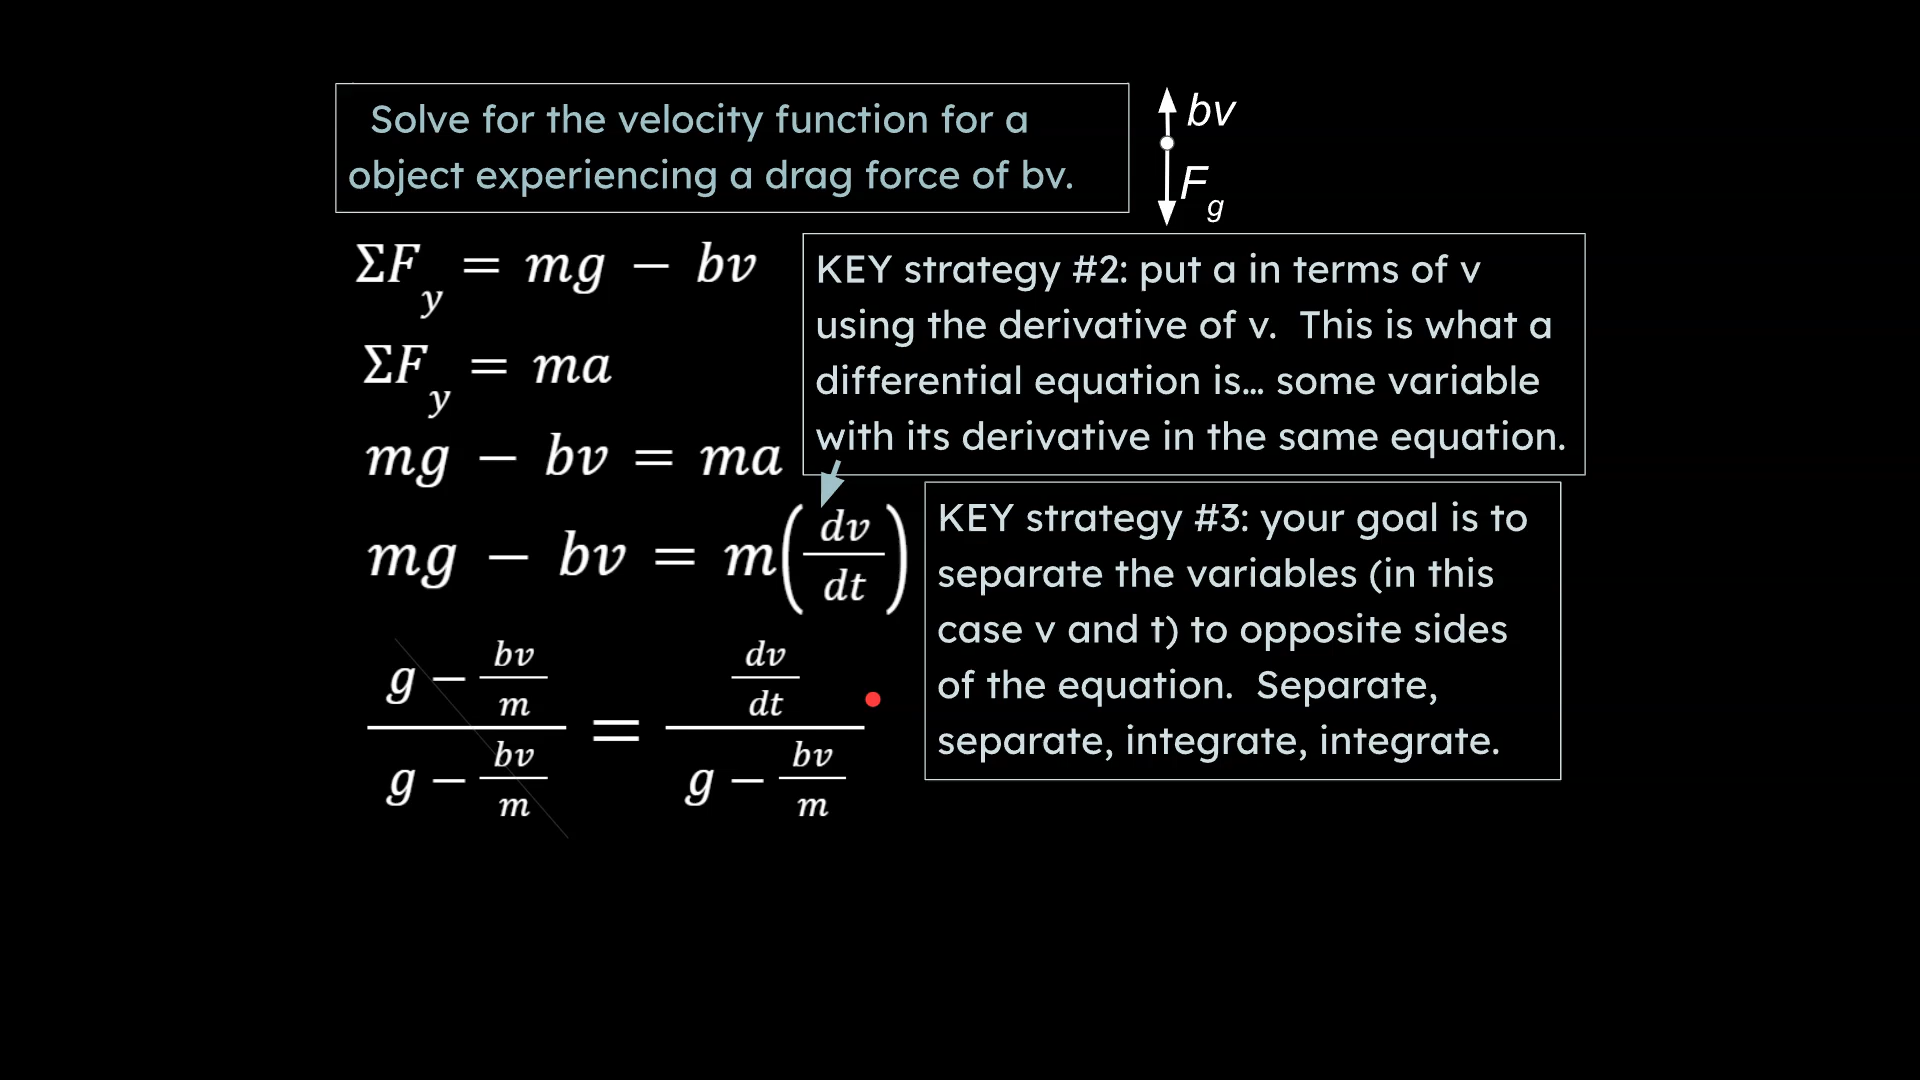 Solve for the velocity function for a
object experiencing a drag force of bv.
bv
F_g
ΣF_y = mg − bv
ΣF_y = ma
mg − bv = ma
mg − bv = m(dv/dt)
KEY strategy #2: put a in terms of v
using the derivative of v. This is what a
differential equation is... some variable
with its derivative in the same equation.
KEY strategy #3: your goal is to
separate the variables (in this
case v and t) to opposite sides
of the equation. Separate,
separate, integrate, integrate.
(g − bv/m)/(g − bv/m) = (dv/dt)/(g − bv/m)